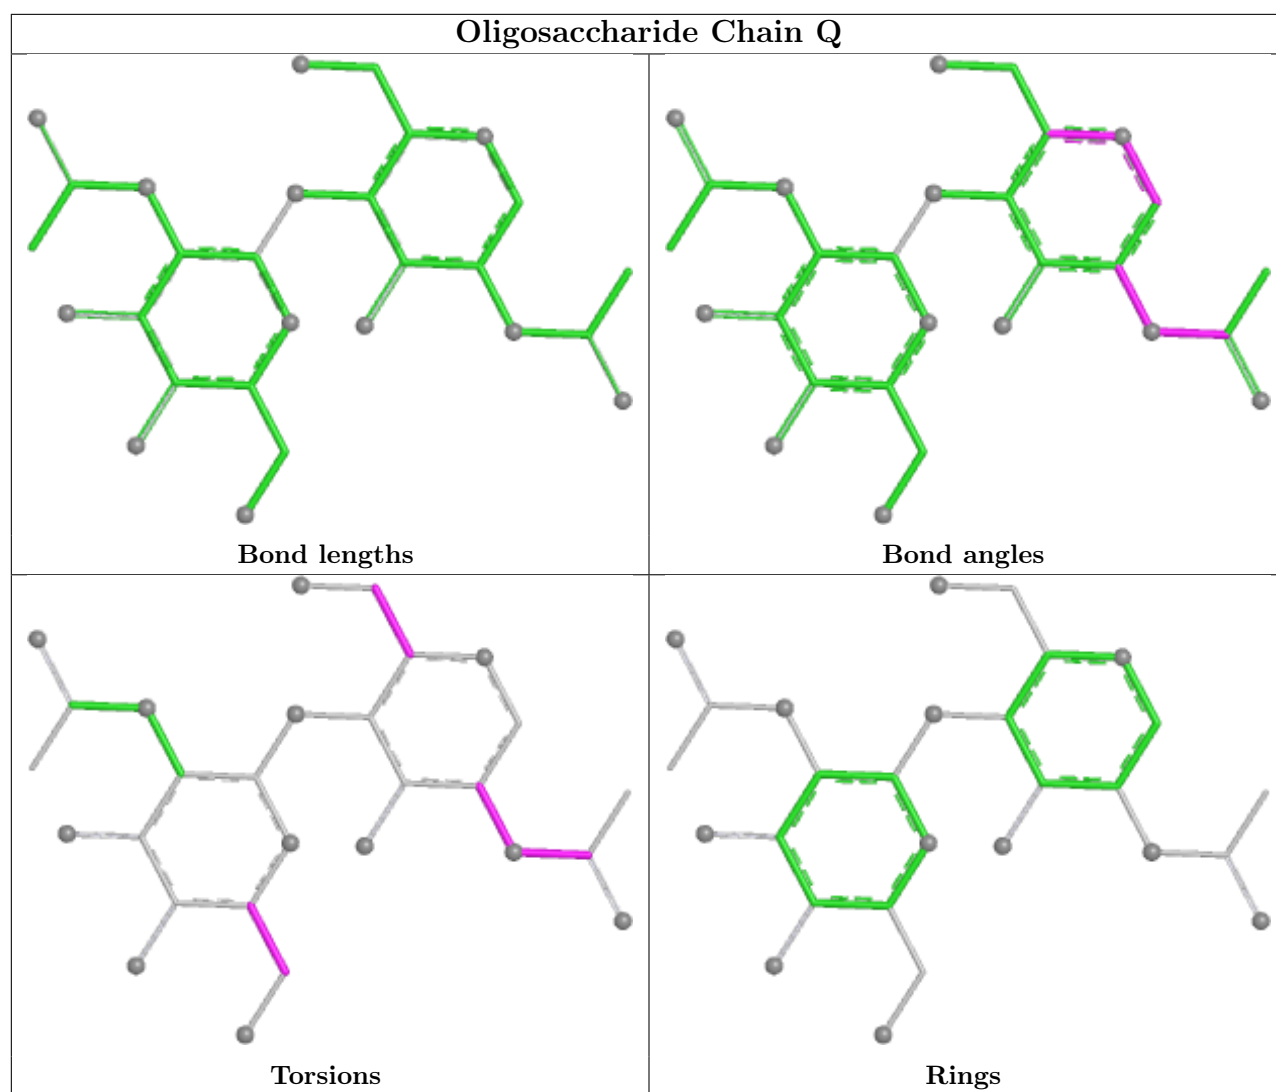 Oligosaccharide Chain Q
Bond lengths
Bond angles
Torsions
Rings